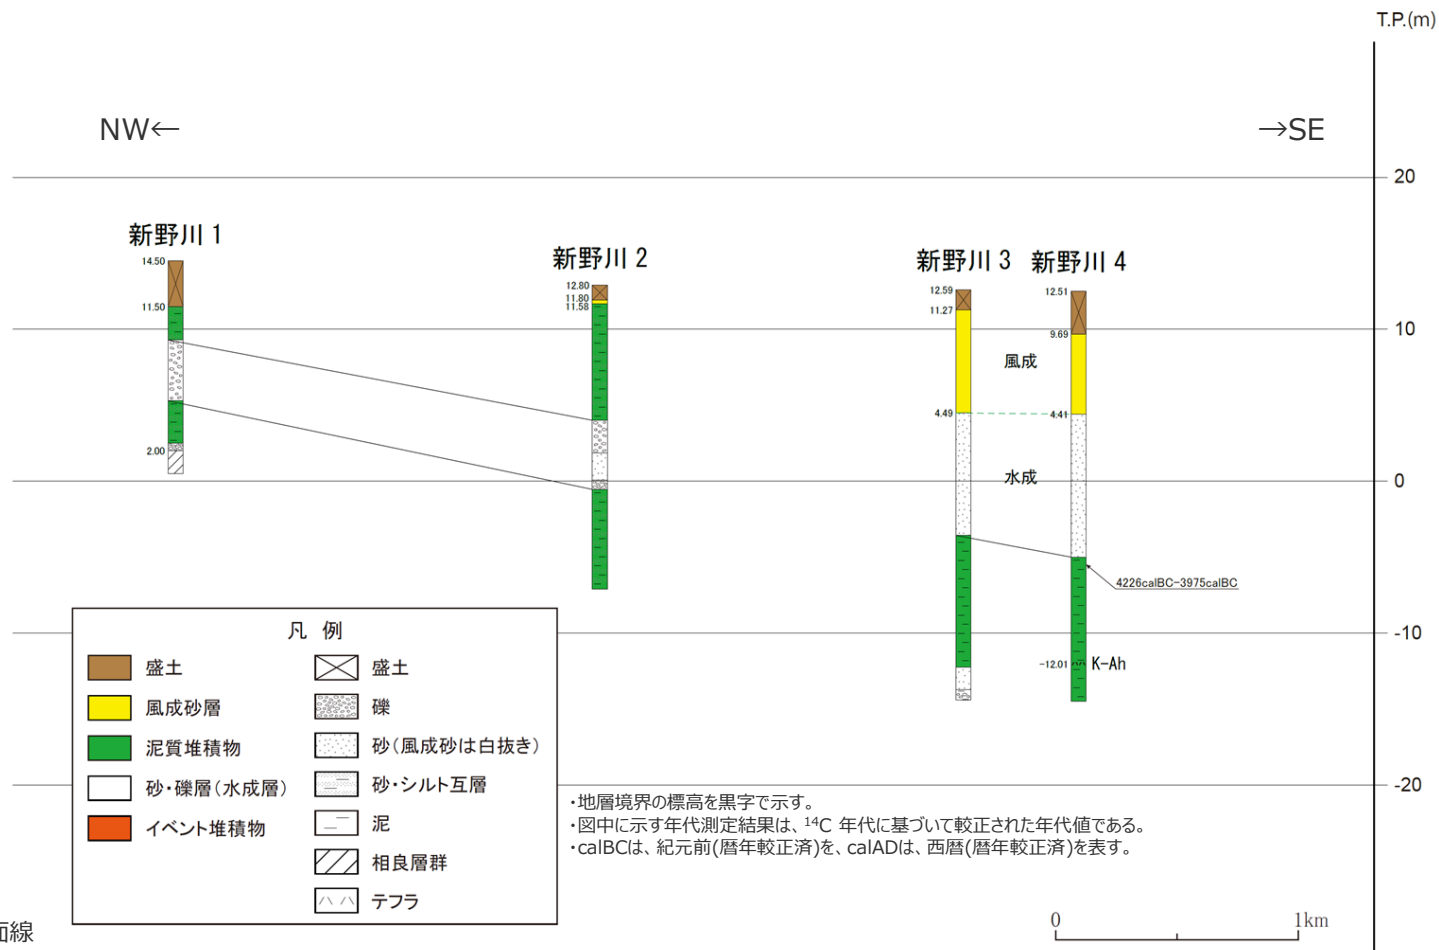 T.P.(m)
NW←
→SE
20
新野川 1
新野川 2
新野川 3
新野川 4
14.50
11.50
2.00
12.80
11.80
11.58
12.59
11.27
4.49
12.51
9.69
4.41
10
風成
水成
0
4226calBC-3975calBC
-10
-12.01
K-Ah
-20
凡 例
盛土
風成砂層
泥質堆積物
砂・礫層(水成層)
イベント堆積物
盛土
礫
砂(風成砂は白抜き)
砂・シルト互層
泥
相良層群
テフラ
・地層境界の標高を黒字で示す。
・図中に示す年代測定結果は、14C 年代に基づいて較正された年代値である。
・calBCは、紀元前(暦年較正済)を、calADは、西暦(暦年較正済)を表す。
0
1km
面線